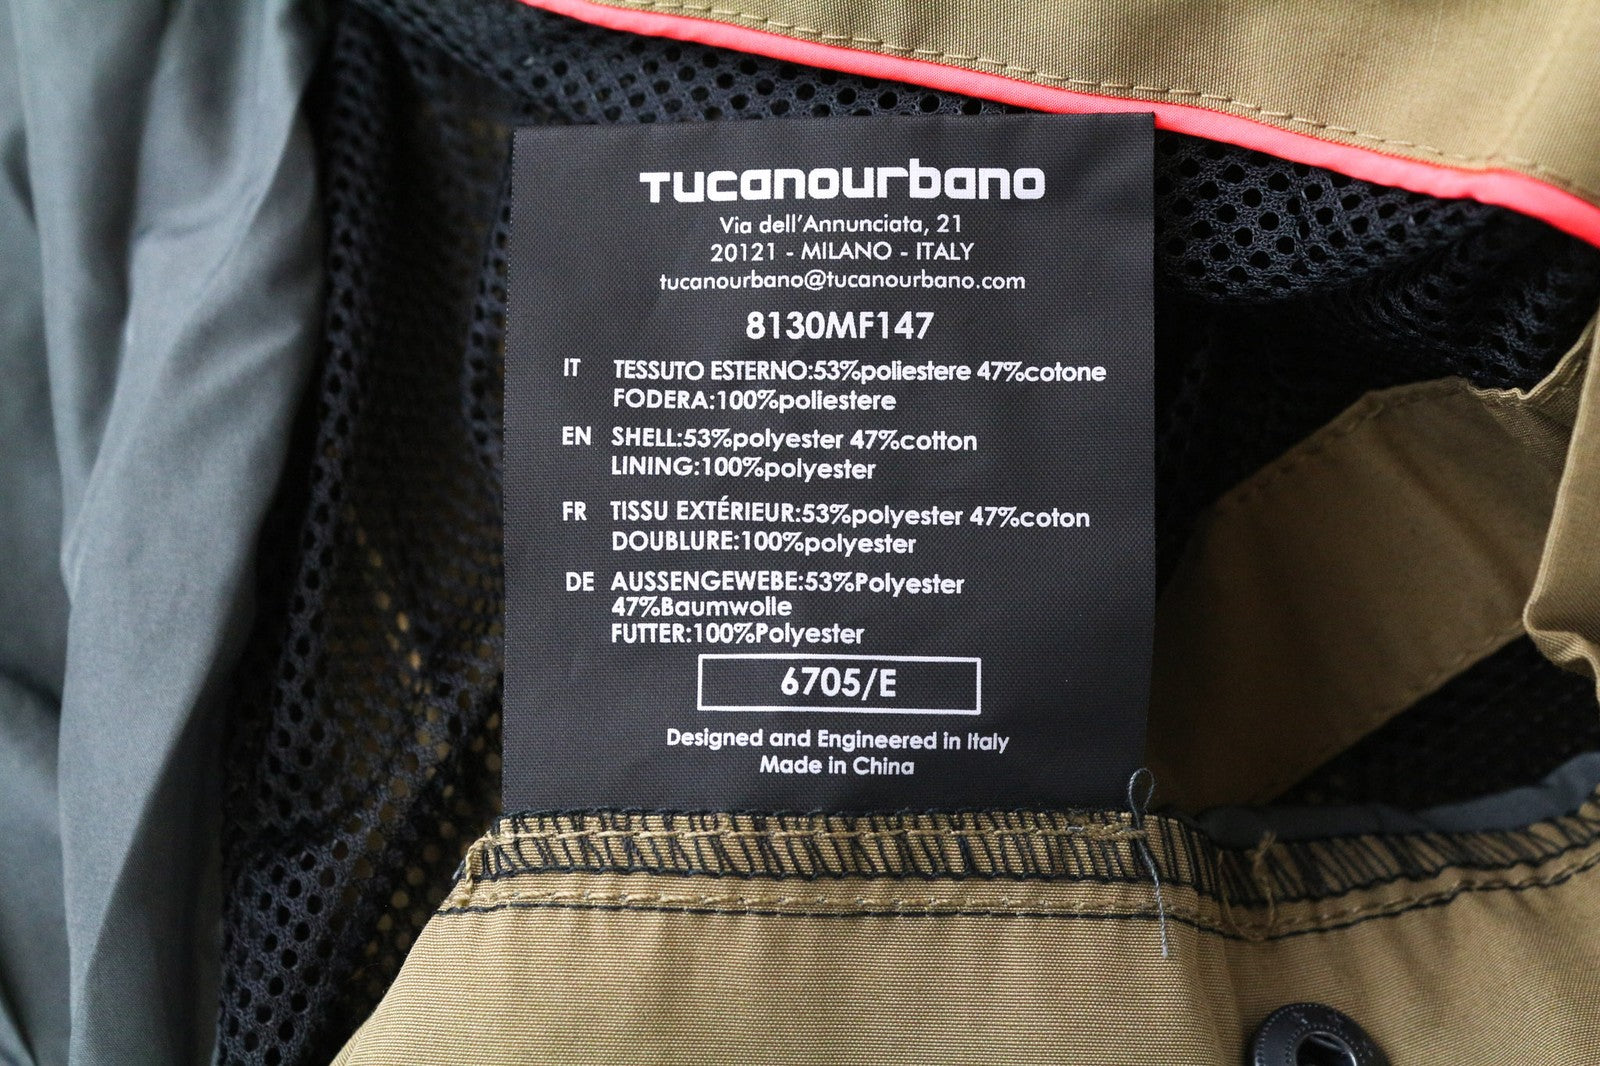 TUCANOURBANO
Via dell'Annunciata, 21
20121 - MILANO - ITALY
tucanourbano@tucanourbano.com
8130MF147
IT TESSUTO ESTERNO:53%poliestere 47%cotone
FODERA:100%poliestere
EN SHELL:53%polyester 47%cotton
LINING:100%polyester
FR TISSU EXTÉRIEUR:53%polyester 47%coton
DOUBLURE:100%polyester
DE AUSSENGEWEBE:53%Polyester
47%Baumwolle
FUTTER:100%Polyester
6705/E
Designed and Engineered in Italy
Made in China